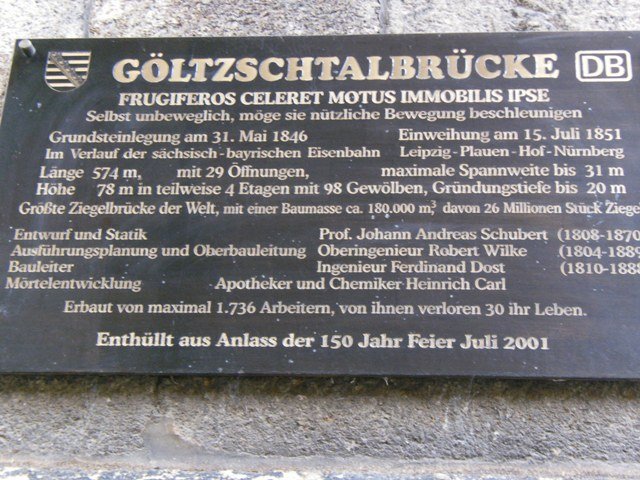 GÖLTZSCHTALBRÜCKE DB
FRUGIFEROS CELERET MOTUS IMMOBILIS IPSE
Selbst unbeweglich, möge sie nützliche Bewegung beschleunigen
Grundsteinlegung am 31. Mai 1846 Einweihung am 15. Juli 1851
Im Verlauf der sächsisch-bayrischen Eisenbahn Leipzig-Plauen-Hof-Nürnberg
Länge 574 m, mit 29 Öffnungen, maximale Spannweite bis 31 m
Höhe 78 m in teilweise 4 Etagen mit 98 Gewölben, Gründungstiefe bis 20 m
Größte Ziegelbrücke der Welt, mit einer Baumasse ca. 180.000 m³ davon 26 Millionen Stück Ziegel
Entwurf und Statik Prof. Johann Andreas Schubert (1808-1870
Ausführungsplanung und Oberbauleitung Oberingenieur Robert Wilke (1804-1889
Bauleiter Ingenieur Ferdinand Dost (1810-188
Mörtelentwicklung Apotheker und Chemiker Heinrich Carl
Erbaut von maximal 1.736 Arbeitern, von ihnen verloren 30 ihr Leben.
Enthüllt aus Anlass der 150 Jahr Feier Juli 2001